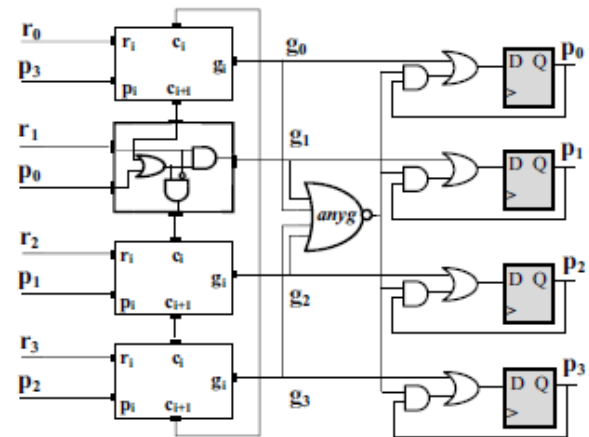 r₀ rᵢ cᵢ gᵢ g₀ D Q p₀
p₃ pᵢ cᵢ₊₁
r₁ g₁ D Q p₁
p₀
anyg
r₂ rᵢ cᵢ gᵢ g₂ D Q p₂
p₁ pᵢ cᵢ₊₁
r₃ rᵢ cᵢ gᵢ g₃ D Q p₃
p₂ pᵢ cᵢ₊₁